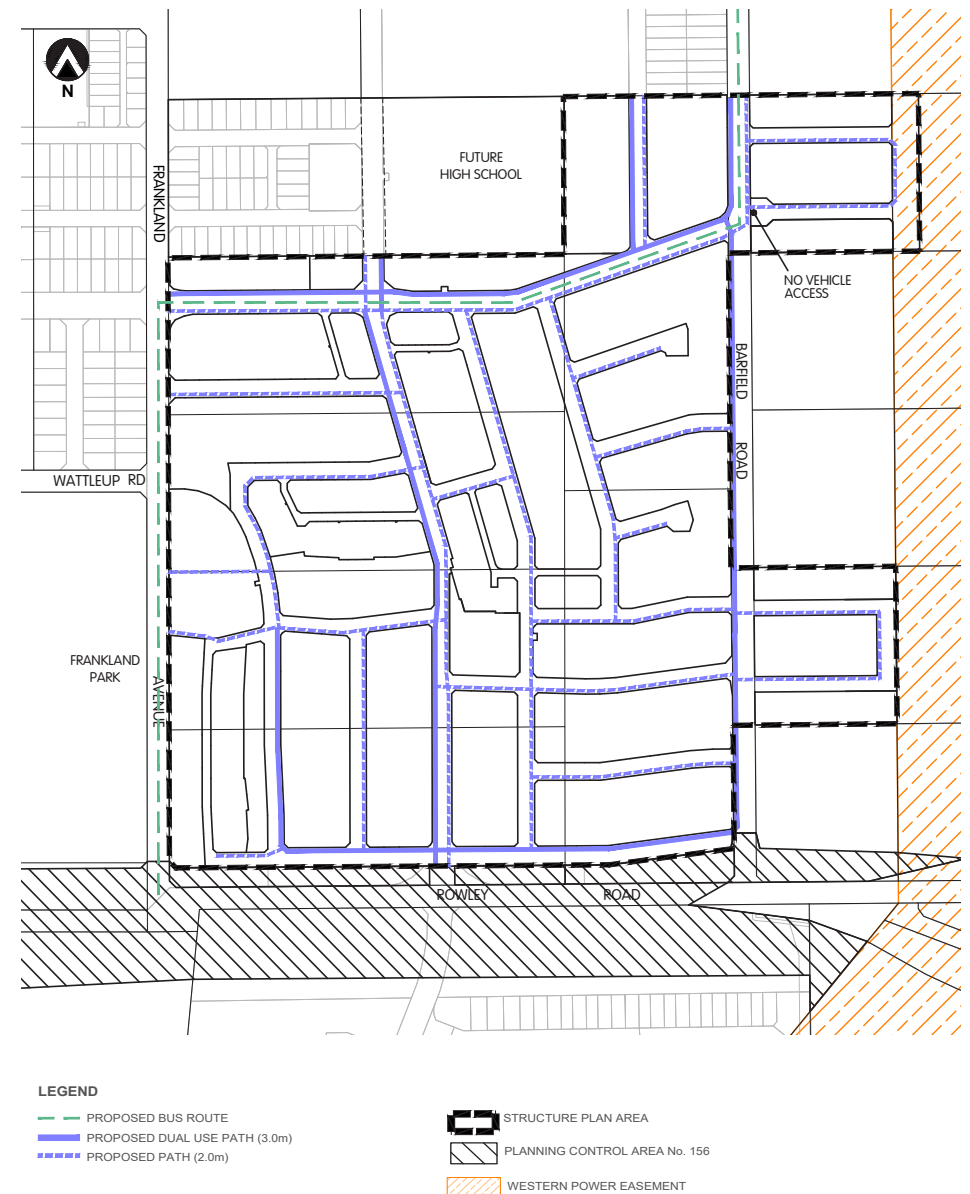 N
FRANKLAND
FUTURE
HIGH SCHOOL
NO VEHICLE
ACCESS
BARFIELD
ROAD
WATTLEUP RD
FRANKLAND
PARK
AVENUE
ROWLEY ROAD
LEGEND
PROPOSED BUS ROUTE
PROPOSED DUAL USE PATH (3.0m)
PROPOSED PATH (2.0m)
STRUCTURE PLAN AREA
PLANNING CONTROL AREA No. 156
WESTERN POWER EASEMENT